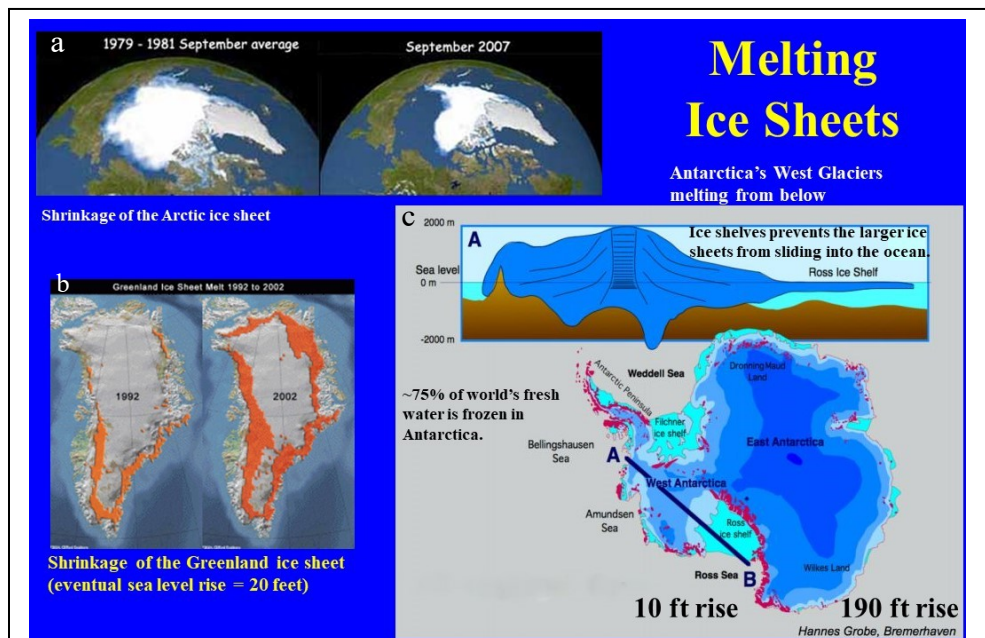 a
1979 - 1981 September average
September 2007
Melting
Ice Sheets
Antarctica's West Glaciers
melting from below
Shrinkage of the Arctic ice sheet
c
2000 m
A
Ice shelves prevents the larger ice
sheets from sliding into the ocean.
Sea level
0 m
Ross Ice Shelf
-2000 m
b
Greenland Ice Sheet Melt 1992 to 2002
1992
2002
Shrinkage of the Greenland ice sheet
(eventual sea level rise = 20 feet)
~75% of world's fresh
water is frozen in
Antarctica.
Weddell Sea
Antarctic Peninsula
Dronning Maud
Land
Filchner
ice shelf
Bellingshausen
Sea
A
East Antarctica
West Antarctica
Amundsen
Sea
Ross
ice shelf
Ross Sea
B
Wilkes Land
10 ft rise
190 ft rise
Hannes Grobe, Bremerhaven